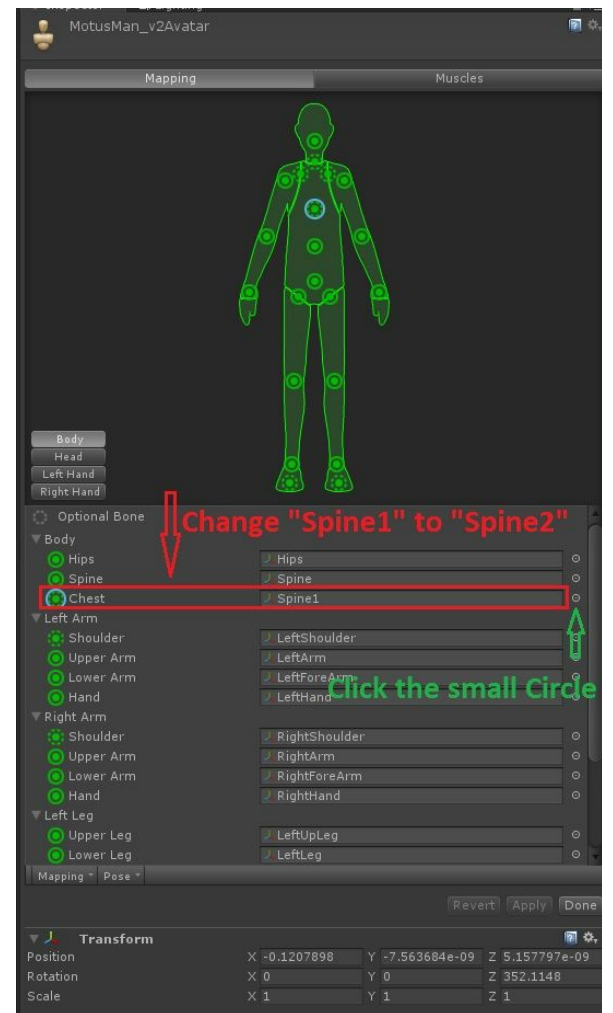 MotusMan_v2Avatar
Mapping Muscles
Body
Head
Left Hand
Right Hand
Optional Bone
Change "Spine1" to "Spine2"
Body
Hips Hips
Spine Spine
Chest Spine1
Left Arm
Shoulder LeftShoulder
Upper Arm LeftArm
Lower Arm LeftForeArm
Click the small Circle
Hand LeftHand
Right Arm
Shoulder RightShoulder
Upper Arm RightArm
Lower Arm RightForeArm
Hand RightHand
Left Leg
Upper Leg LeftUpLeg
Lower Leg LeftLeg
Mapping Pose
Revert Apply Done
Transform
Position X -0.1207898 Y -7.563684e-09 Z 5.157797e-09
Rotation X 0 Y 0 Z 352.1148
Scale X 1 Y 1 Z 1